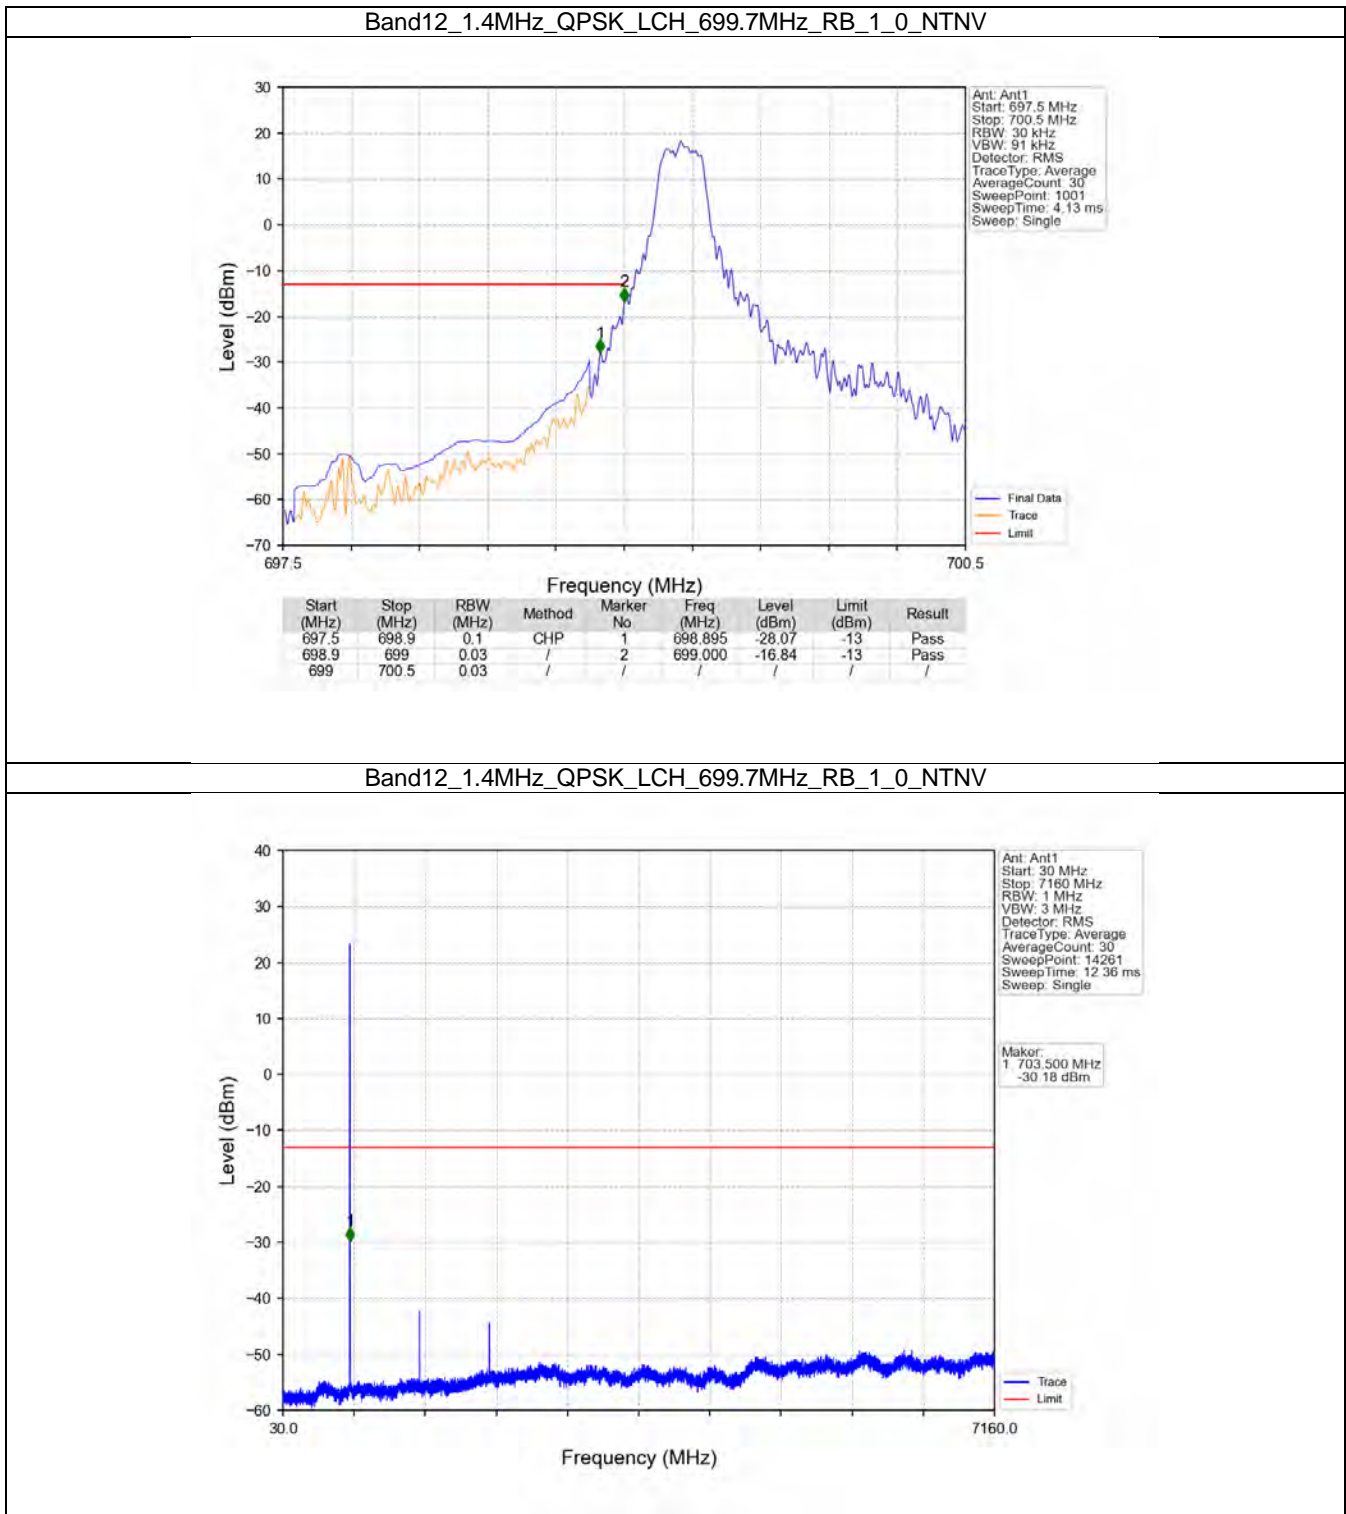 Band12_1.4MHz_QPSK_LCH_699.7MHz_RB_1_0_NTNV
30
20
10
0
−10
−20
−30
−40
−50
−60
−70
Level (dBm)
1
2
697.5
700.5
Frequency (MHz)
Ant: Ant1
Start: 697.5 MHz
Stop: 700.5 MHz
RBW: 30 kHz
VBW: 91 kHz
Detector: RMS
TraceType: Average
AverageCount: 30
SweepPoint: 1001
SweepTime: 4.13 ms
Sweep: Single
Final Data
Trace
Limit
Start (MHz) Stop (MHz) RBW (MHz) Method Marker No Freq (MHz) Level (dBm) Limit (dBm) Result
697.5 698.9 0.1 CHP 1 698.895 -28.07 -13 Pass
698.9 699 0.03 / 2 699.000 -16.84 -13 Pass
699 700.5 0.03 / / / / / /
Band12_1.4MHz_QPSK_LCH_699.7MHz_RB_1_0_NTNV
40
30
20
10
0
−10
−20
−30
−40
−50
−60
Level (dBm)
1
30.0
7160.0
Frequency (MHz)
Ant: Ant1
Start: 30 MHz
Stop: 7160 MHz
RBW: 1 MHz
VBW: 3 MHz
Detector: RMS
TraceType: Average
AverageCount: 30
SweepPoint: 14261
SweepTime: 12.36 ms
Sweep: Single
Maker:
1 703.500 MHz
-30.18 dBm
Trace
Limit